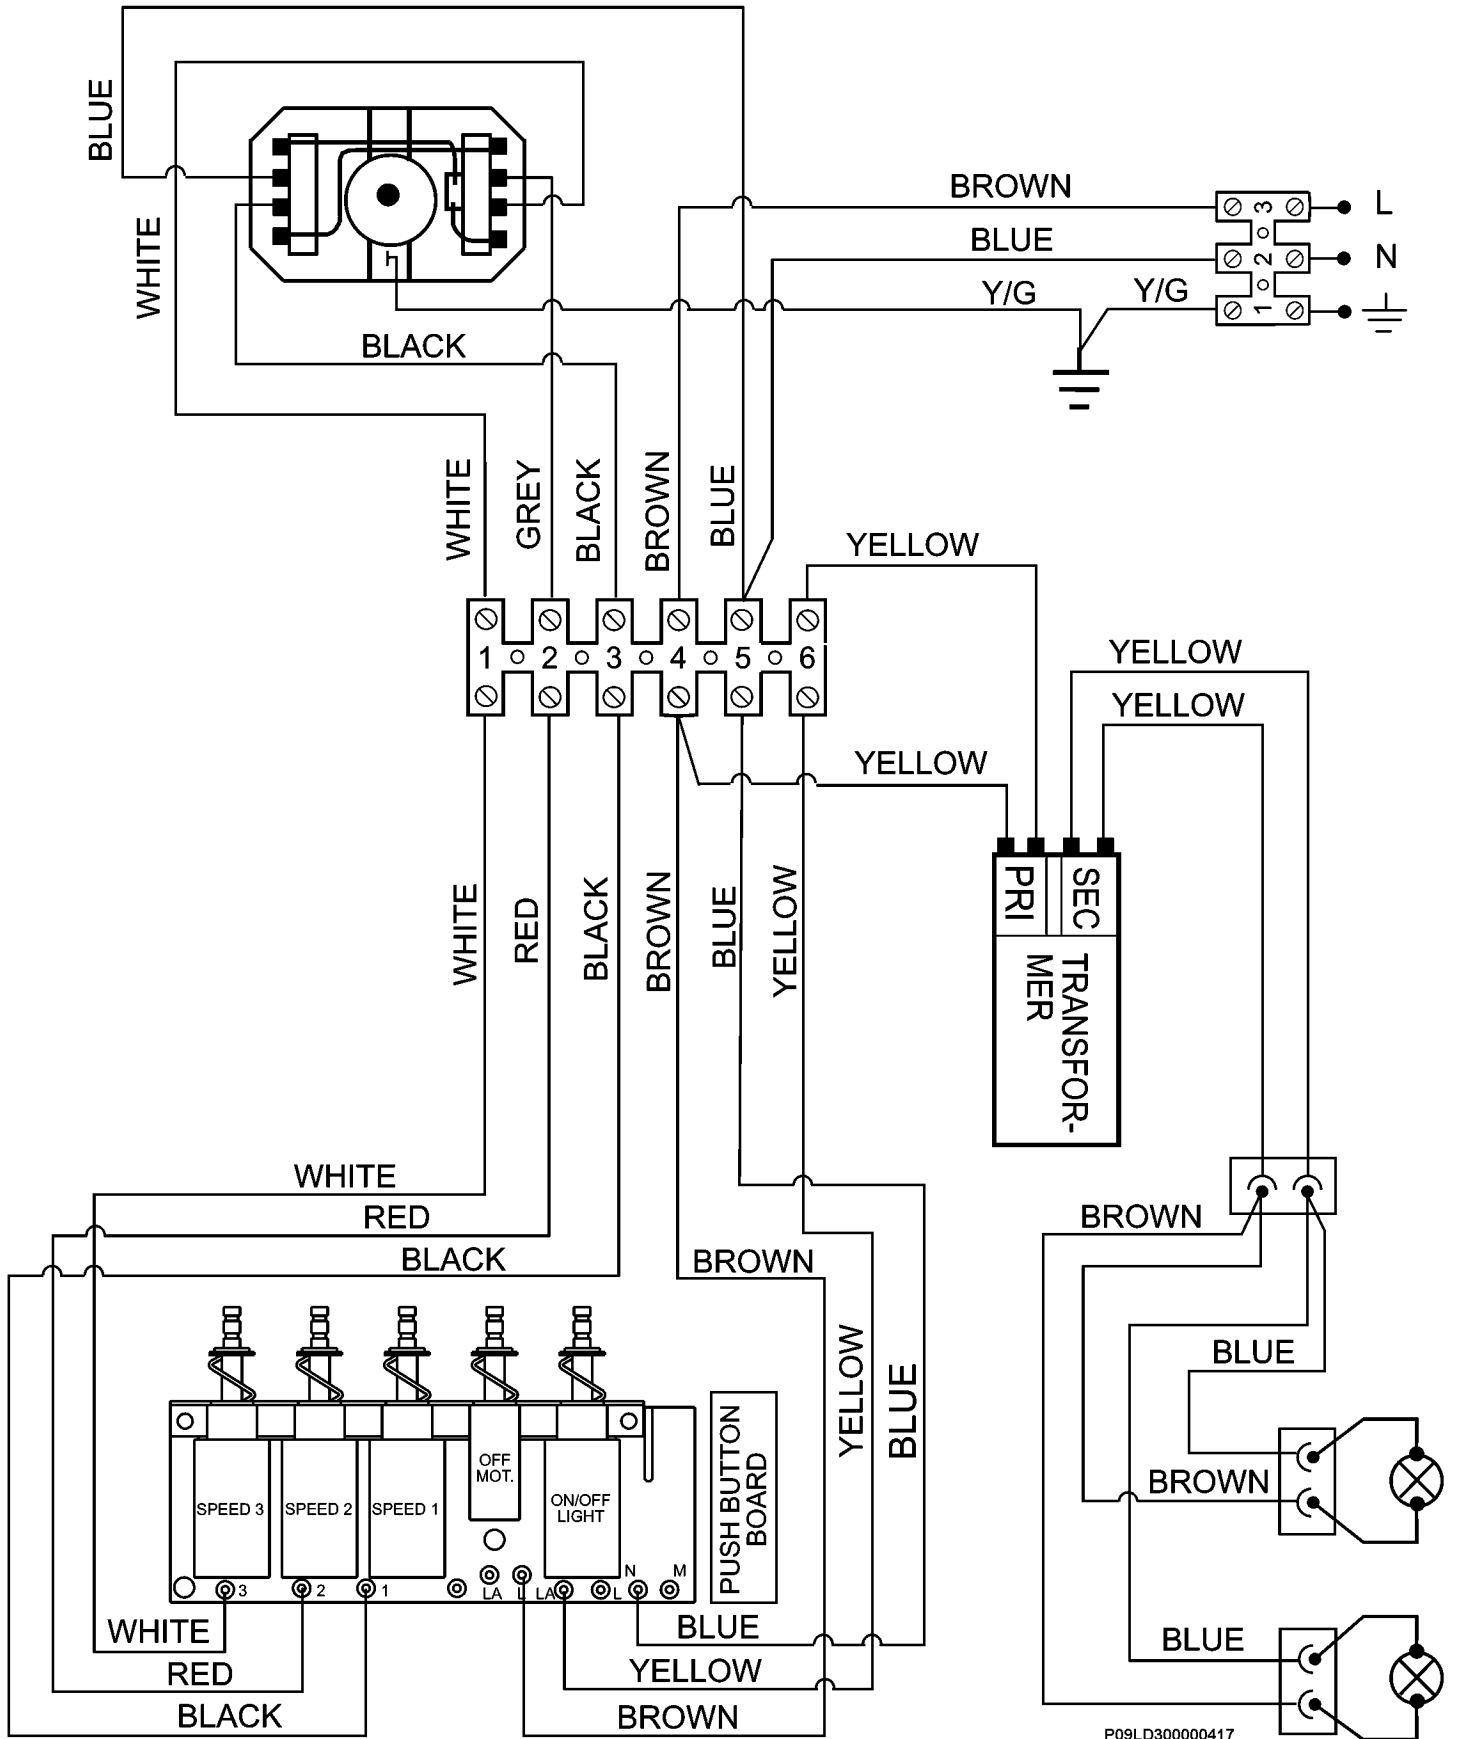 BLUE
WHITE
BROWN
3
L
BLUE
2
N
Y/G
Y/G
1
BLACK
WHITE
GREY
BLACK
BROWN
BLUE
YELLOW
1
2
3
4
5
6
YELLOW
YELLOW
YELLOW
WHITE
RED
BLACK
BROWN
BLUE
YELLOW
PRI
SEC
TRANSFOR-
MER
WHITE
RED
BLACK
BROWN
BROWN
YELLOW
BLUE
BLUE
BROWN
SPEED 3
SPEED 2
SPEED 1
OFF
MOT.
ON/OFF
LIGHT
PUSH BUTTON
BOARD
3
2
1
LA
L
LA
L
N
M
WHITE
BLUE
BLUE
RED
YELLOW
BLACK
BROWN
P09LD300000417